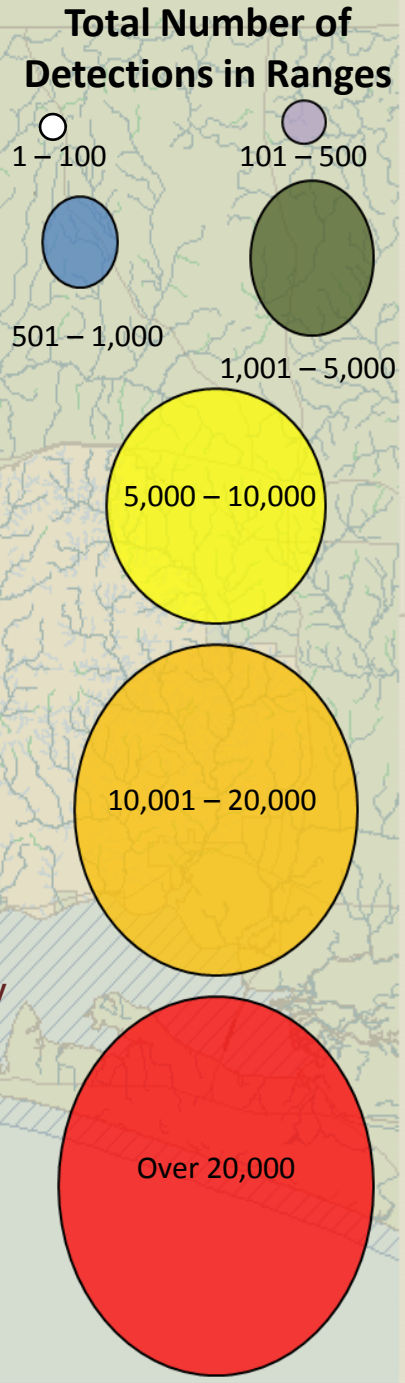 Total Number of
Detections in Ranges
1 – 100
101 – 500
501 – 1,000
1,001 – 5,000
5,000 – 10,000
10,001 – 20,000
Over 20,000